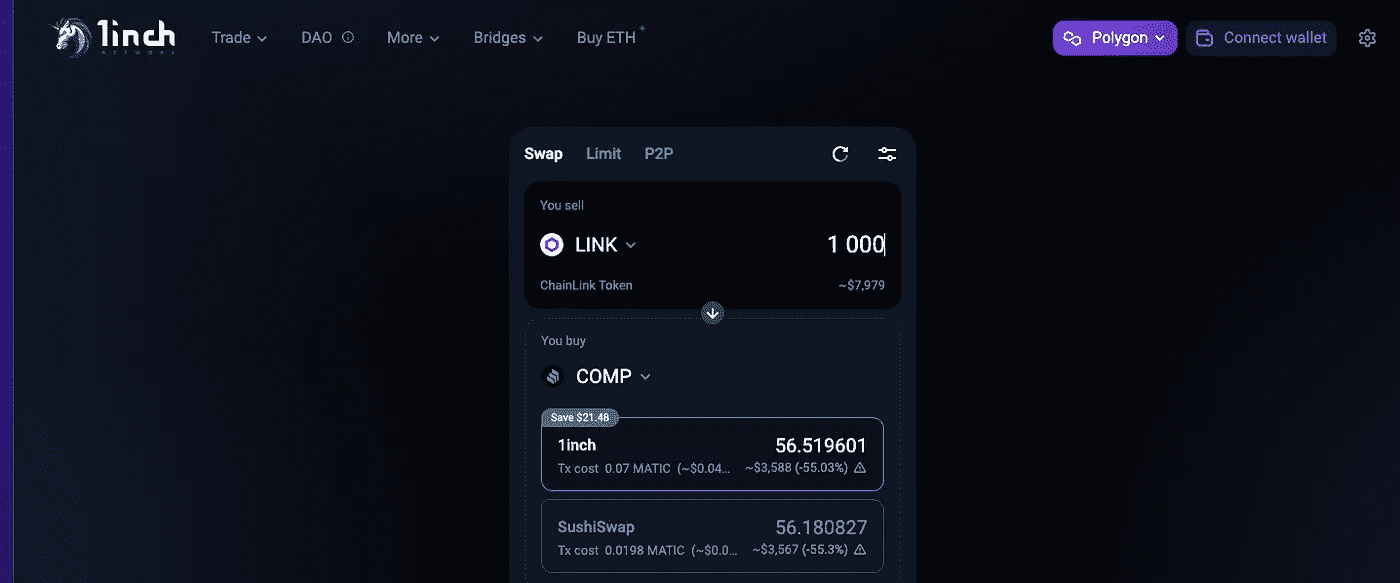 1inch
NETWORK
Trade
DAO
More
Bridges
Buy ETH
Polygon
Connect wallet
Swap Limit P2P
You sell
LINK 1 000
ChainLink Token ~$7,979
You buy
COMP
Save $21.48
1inch 56.519601
Tx cost 0.07 MATIC (~$0.04... ~$3,588 (-55.03%)
SushiSwap 56.180827
Tx cost 0.0198 MATIC (~$0.0... ~$3,567 (-55.3%)